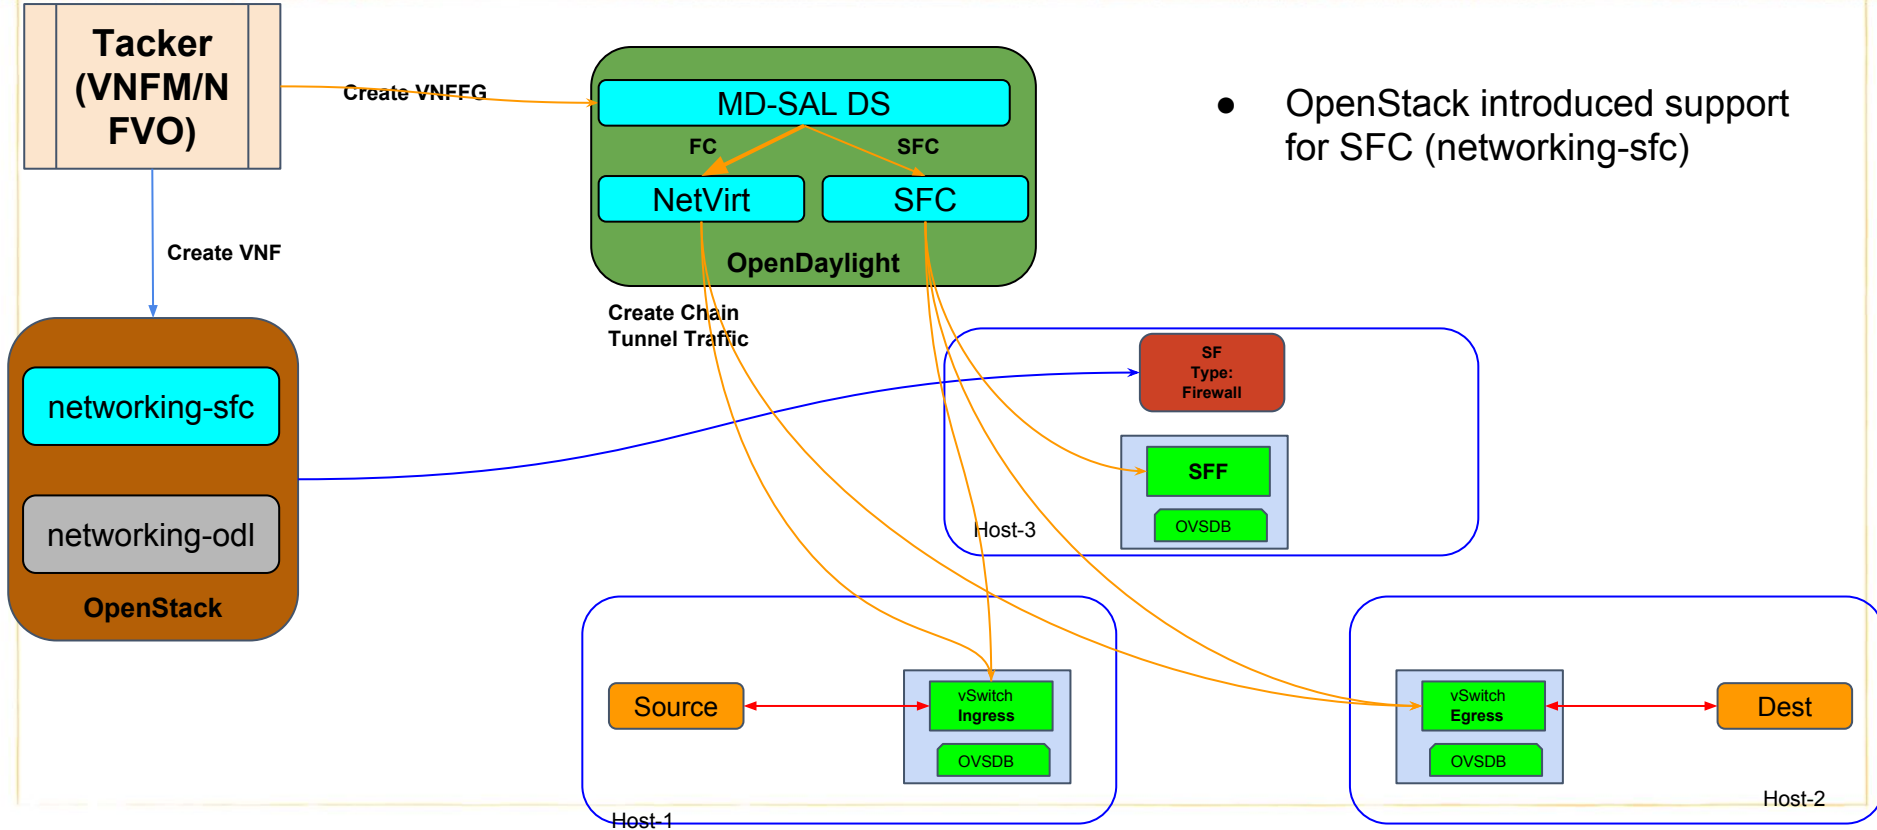 Tacker
(VNFM/N
FVO)
Create VNFFG
MD-SAL DS
FC
SFC
NetVirt
SFC
OpenDaylight
● OpenStack introduced support
for SFC (networking-sfc)
Create VNF
Create Chain
Tunnel Traffic
networking-sfc
networking-odl
OpenStack
SF
Type:
Firewall
SFF
OVSDB
Host-3
Source
vSwitch
Ingress
OVSDB
Host-1
vSwitch
Egress
OVSDB
Dest
Host-2